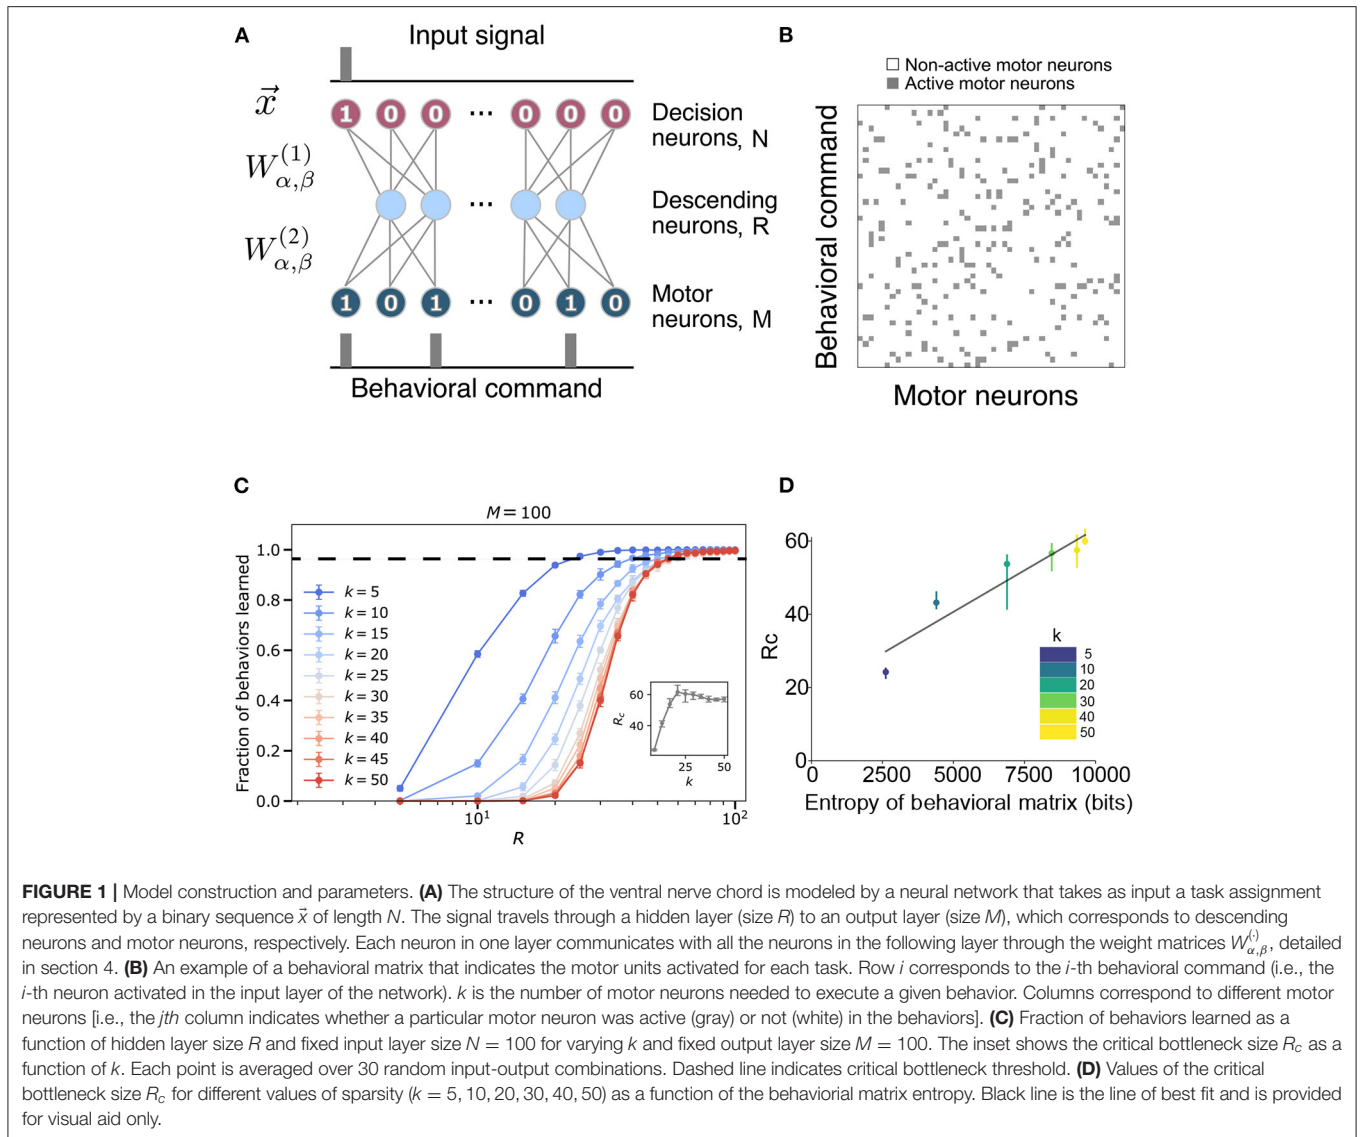 A
Input signal
x⃗
1 0 0 ... 0 0 0
Decision
neurons, N
W(1)α,β
Descending
neurons, R
W(2)α,β
1 0 1 ... 0 1 0
Motor
neurons, M
Behavioral command
B
Non-active motor neurons
Active motor neurons
Behavioral command
Motor neurons
C
M = 100
Fraction of behaviors learned
1.0
0.8
0.6
0.4
0.2
0.0
k = 5
k = 10
k = 15
k = 20
k = 25
k = 30
k = 35
k = 40
k = 45
k = 50
Rc
60
40
25 50
k
10¹ 10²
R
D
Rc
60
40
20
0
k
5
10
20
30
40
50
0 2500 5000 7500 10000
Entropy of behavioral matrix (bits)
FIGURE 1 | Model construction and parameters. (A) The structure of the ventral nerve chord is modeled by a neural network that takes as input a task assignment
represented by a binary sequence x⃗ of length N. The signal travels through a hidden layer (size R) to an output layer (size M), which corresponds to descending
neurons and motor neurons, respectively. Each neuron in one layer communicates with all the neurons in the following layer through the weight matrices W(·)α,β, detailed
in section 4. (B) An example of a behavioral matrix that indicates the motor units activated for each task. Row i corresponds to the i-th behavioral command (i.e., the
i-th neuron activated in the input layer of the network). k is the number of motor neurons needed to execute a given behavior. Columns correspond to different motor
neurons [i.e., the jth column indicates whether a particular motor neuron was active (gray) or not (white) in the behaviors]. (C) Fraction of behaviors learned as a
function of hidden layer size R and fixed input layer size N = 100 for varying k and fixed output layer size M = 100. The inset shows the critical bottleneck size Rc as a
function of k. Each point is averaged over 30 random input-output combinations. Dashed line indicates critical bottleneck threshold. (D) Values of the critical
bottleneck size Rc for different values of sparsity (k = 5, 10, 20, 30, 40, 50) as a function of the behaviorial matrix entropy. Black line is the line of best fit and is provided
for visual aid only.